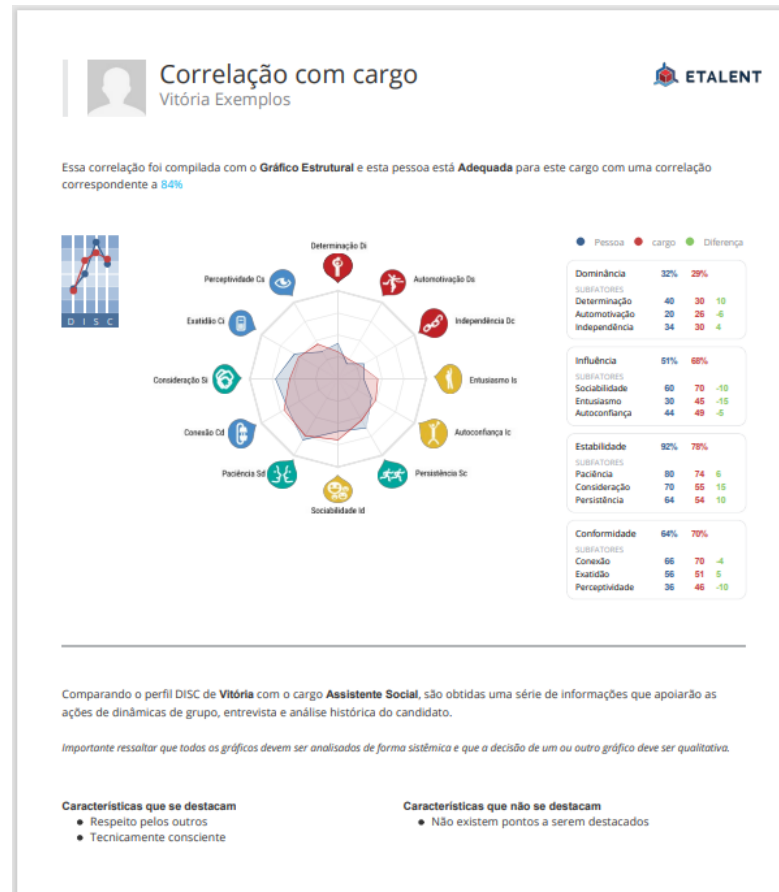 Correlação com cargo
Vitória Exemplos
ETALENT
Essa correlação foi compilada com o Gráfico Estrutural e esta pessoa está Adequada para este cargo com uma correlação
correspondente a 84%
D I S C
Determinação Di
Automotivação Ds
Independência Dc
Entusiasmo Is
Autoconfiança Ic
Persistência Sc
Sociabilidade Id
Paciência Sd
Conexão Cd
Consideração Si
Exatidão Ci
Perceptividade Cs
Pessoa cargo Diferença
Dominância 32% 29%
SUBFATORES
Determinação 40 30 10
Automotivação 20 26 -6
Independência 34 30 4
Influência 51% 68%
SUBFATORES
Sociabilidade 60 70 -10
Entusiasmo 30 45 -15
Autoconfiança 44 49 -5
Estabilidade 92% 78%
SUBFATORES
Paciência 80 74 6
Consideração 70 55 15
Persistência 64 54 10
Conformidade 64% 70%
SUBFATORES
Conexão 66 70 -4
Exatidão 56 51 5
Perceptividade 36 46 -10
Comparando o perfil DISC de Vitória com o cargo Assistente Social, são obtidas uma série de informações que apoiarão as
ações de dinâmicas de grupo, entrevista e análise histórica do candidato.
Importante ressaltar que todos os gráficos devem ser analisados de forma sistêmica e que a decisão de um ou outro gráfico deve ser qualitativa.
Características que se destacam
Respeito pelos outros
Tecnicamente consciente
Características que não se destacam
Não existem pontos a serem destacados